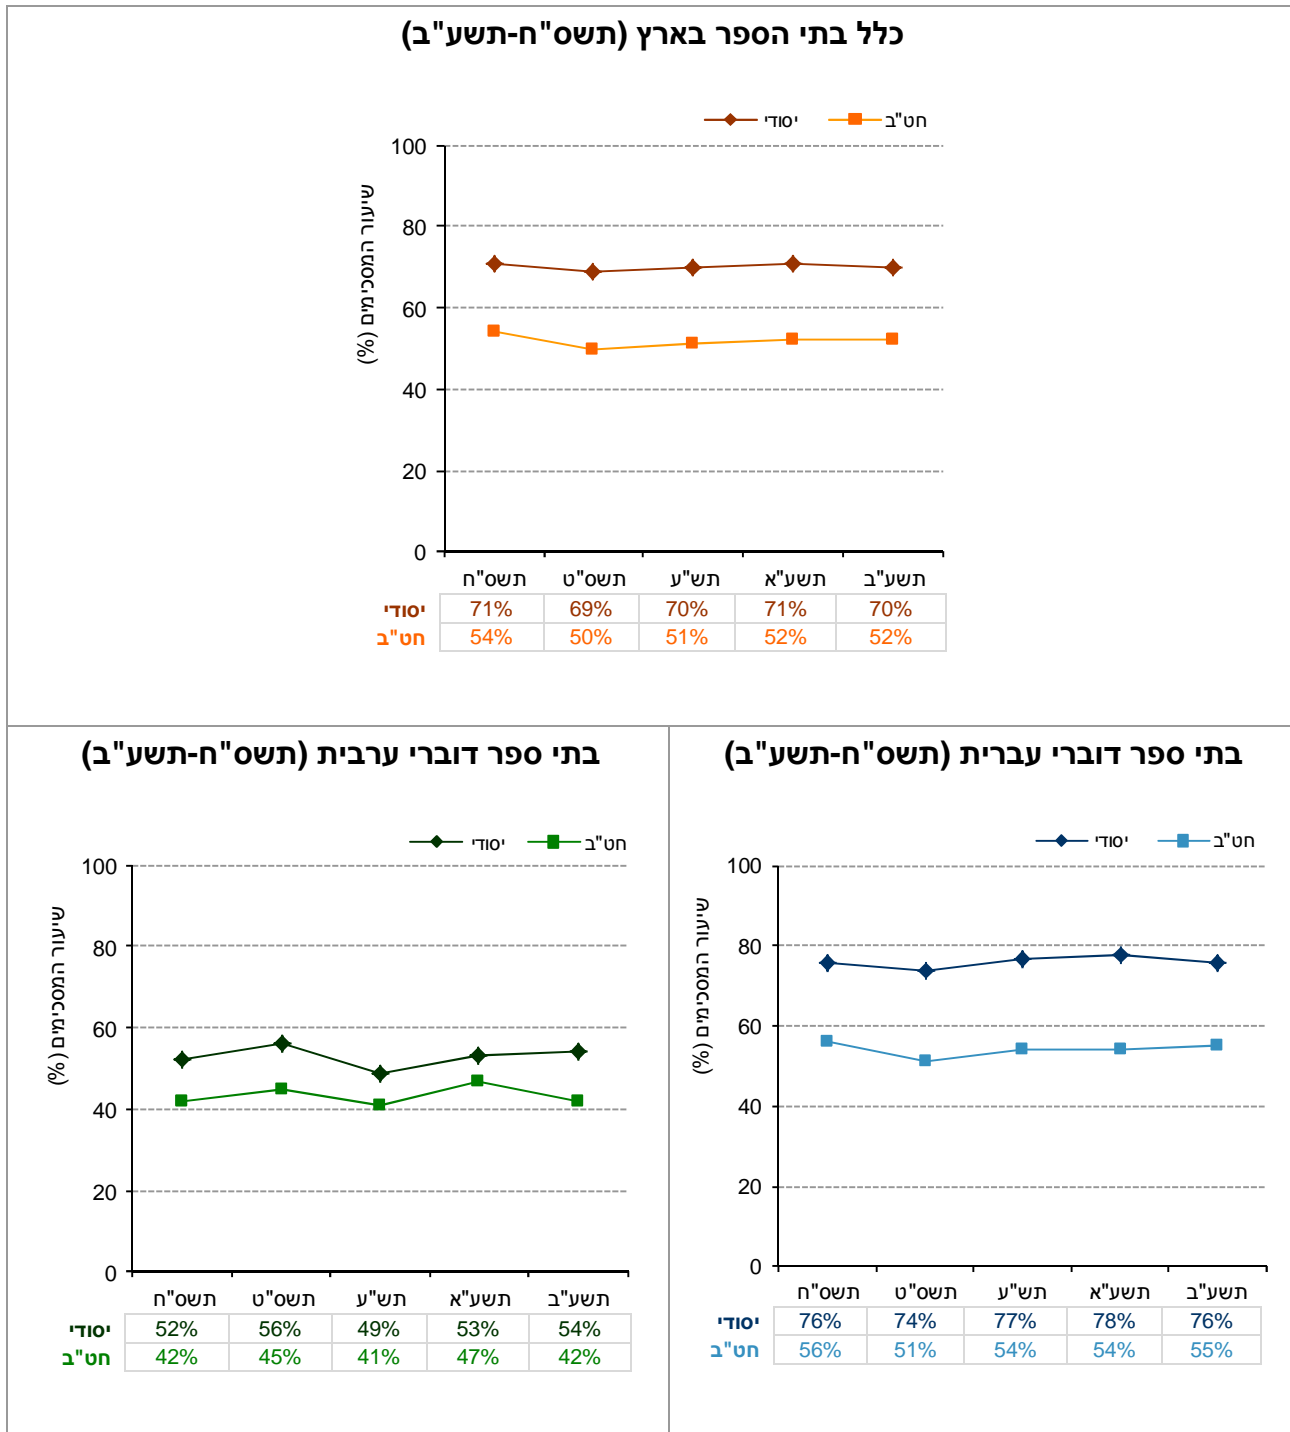 כלל בתי הספר בארץ (תשס"ח-תשע"ב)
יסודי חט"ב
שיעור המסכימים (%)
100
80
60
40
20
0
תשס"ח תשס"ט תש"ע תשע"א תשע"ב
יסודי 71% 69% 70% 71% 70%
חט"ב 54% 50% 51% 52% 52%
בתי ספר דוברי עברית (תשס"ח-תשע"ב)
יסודי חט"ב
שיעור המסכימים (%)
100
80
60
40
20
0
תשס"ח תשס"ט תש"ע תשע"א תשע"ב
יסודי 76% 74% 77% 78% 76%
חט"ב 56% 51% 54% 54% 55%
בתי ספר דוברי ערבית (תשס"ח-תשע"ב)
יסודי חט"ב
שיעור המסכימים (%)
100
80
60
40
20
0
תשס"ח תשס"ט תש"ע תשע"א תשע"ב
יסודי 52% 56% 49% 53% 54%
חט"ב 42% 45% 41% 47% 42%